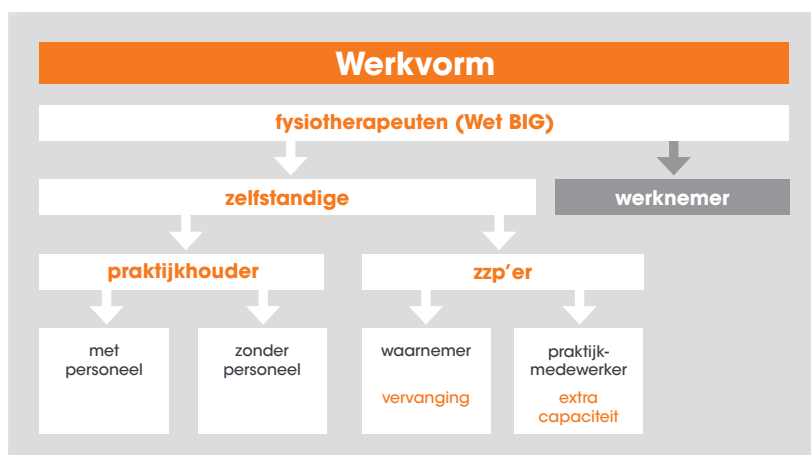 Werkvorm
fysiotherapeuten (Wet BIG)
zelfstandige
werknemer
praktijkhouder
zzp'er
met
personeel
zonder
personeel
waarnemer
vervanging
praktijk-
medewerker
extra
capaciteit